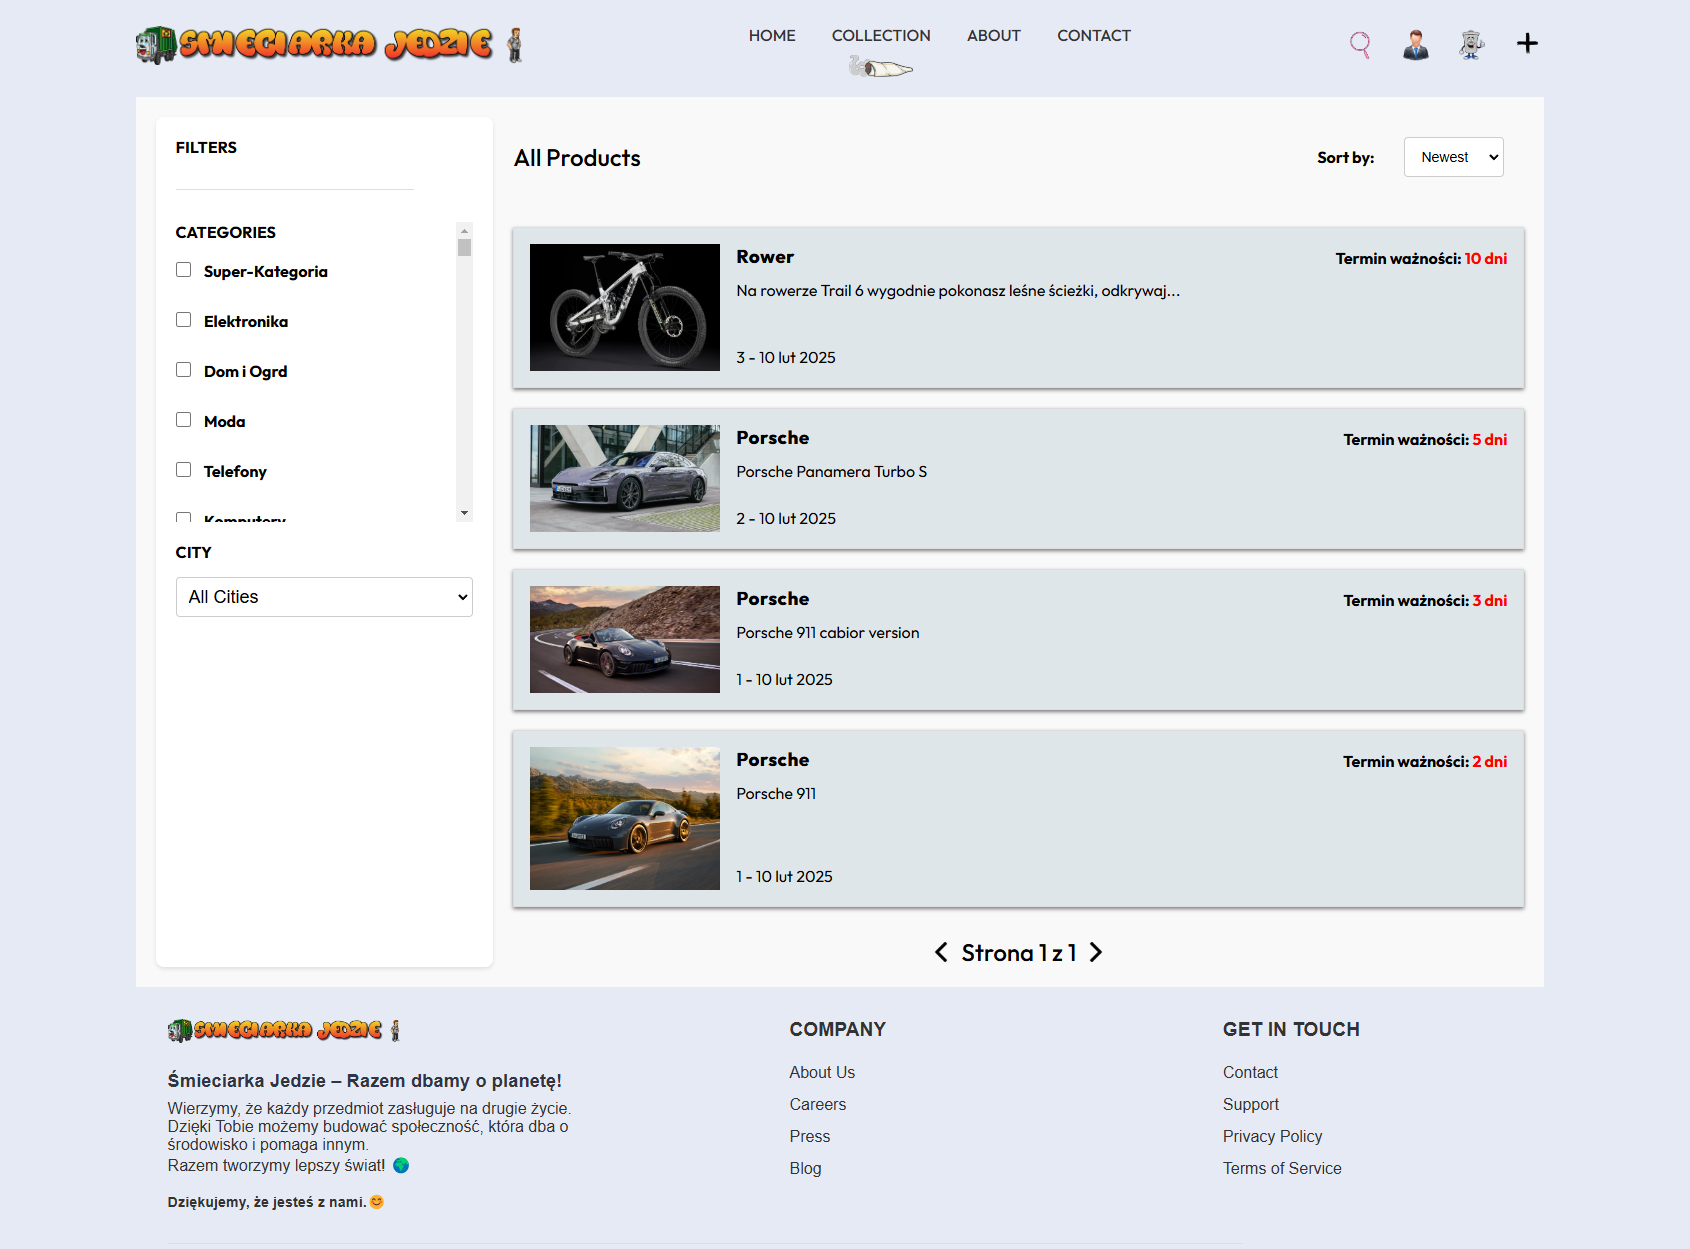 ŚMIECIARKA JEDZIE
HOME
COLLECTION
ABOUT
CONTACT
FILTERS
CATEGORIES
Super-Kategoria
Elektronika
Dom i Ogrd
Moda
Telefony
Komputery
CITY
All Cities
All Products
Sort by:
Newest
Rower
Termin ważności: 10 dni
Na rowerze Trail 6 wygodnie pokonasz leśne ścieżki, odkrywaj...
3 - 10 lut 2025
Porsche
Termin ważności: 5 dni
Porsche Panamera Turbo S
2 - 10 lut 2025
Porsche
Termin ważności: 3 dni
Porsche 911 cabior version
1 - 10 lut 2025
Porsche
Termin ważności: 2 dni
Porsche 911
1 - 10 lut 2025
Strona 1 z 1
ŚMIECIARKA JEDZIE
Śmieciarka Jedzie – Razem dbamy o planetę!
Wierzymy, że każdy przedmiot zasługuje na drugie życie.
Dzięki Tobie możemy budować społeczność, która dba o
środowisko i pomaga innym.
Razem tworzymy lepszy świat! 🌍
Dziękujemy, że jesteś z nami. 😊
COMPANY
About Us
Careers
Press
Blog
GET IN TOUCH
Contact
Support
Privacy Policy
Terms of Service